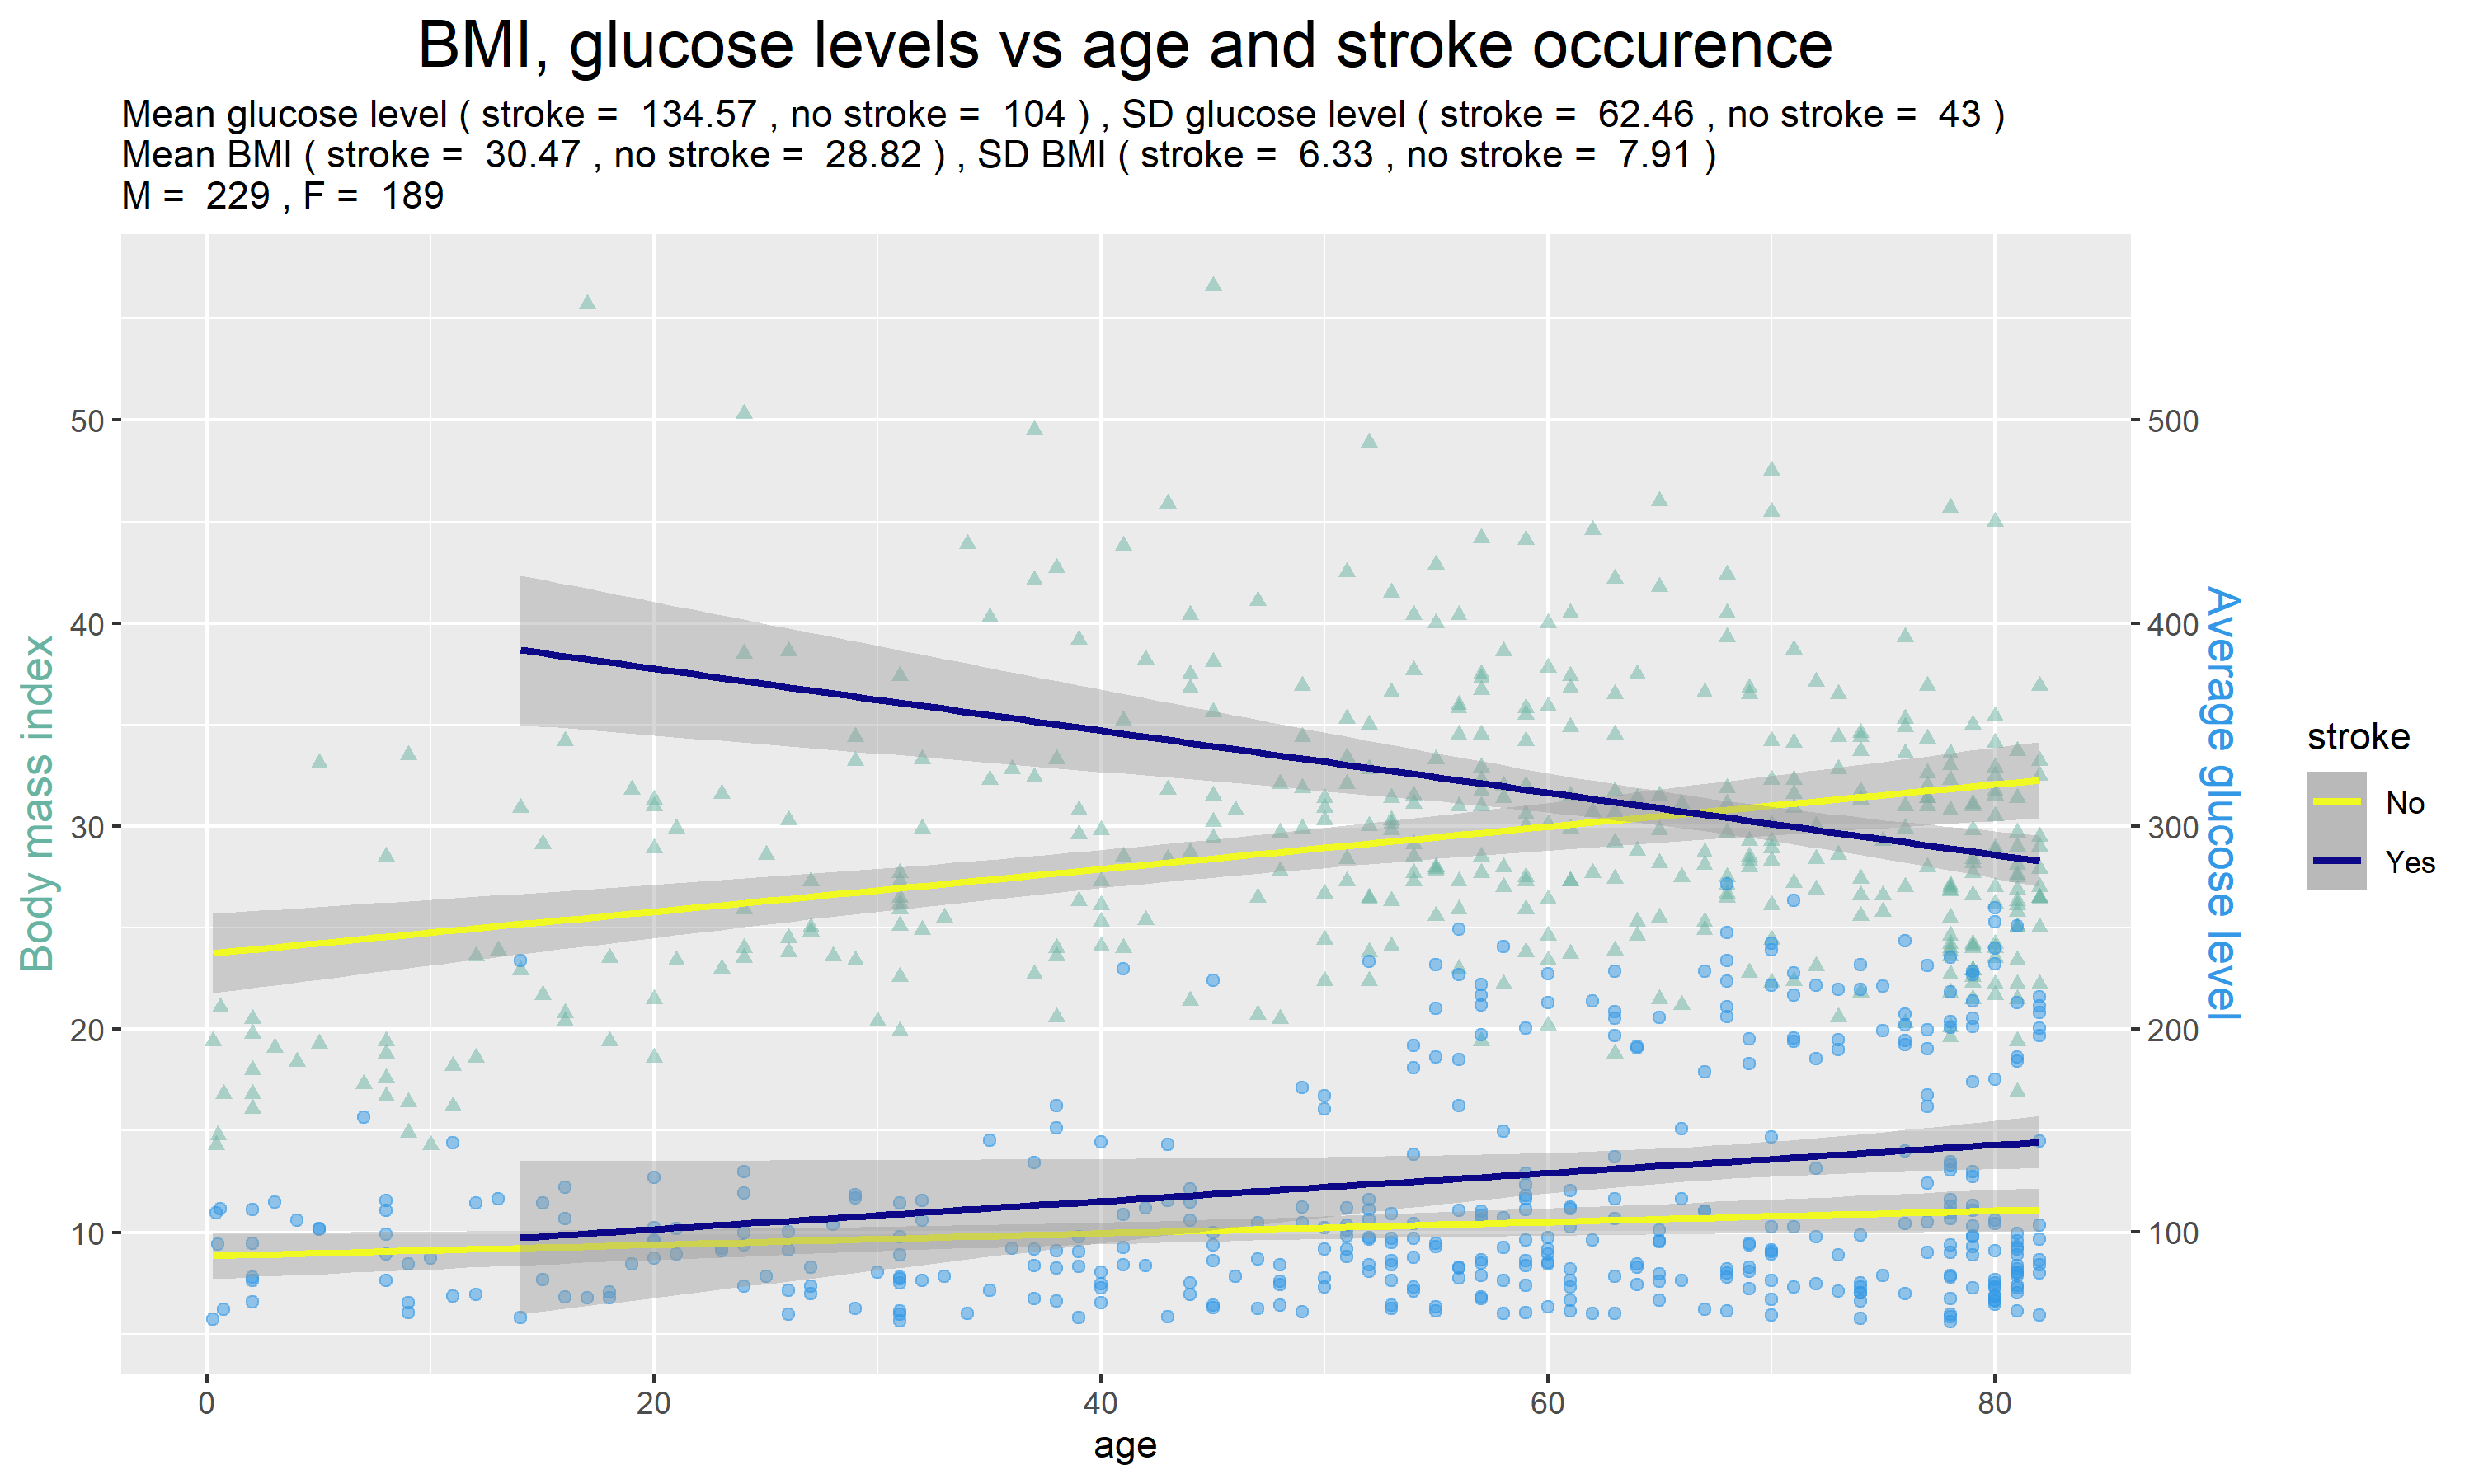 BMI, glucose levels vs age and stroke occurence
Mean glucose level ( stroke =  134.57 , no stroke =  104 ) , SD glucose level ( stroke =  62.46 , no stroke =  43 )
Mean BMI ( stroke =  30.47 , no stroke =  28.82 ) , SD BMI ( stroke =  6.33 , no stroke =  7.91 )
M =  229 , F =  189
Body mass index
50
40
30
20
10
500
400
300
200
100
Average glucose level
0
20
40
60
80
age
stroke
No
Yes